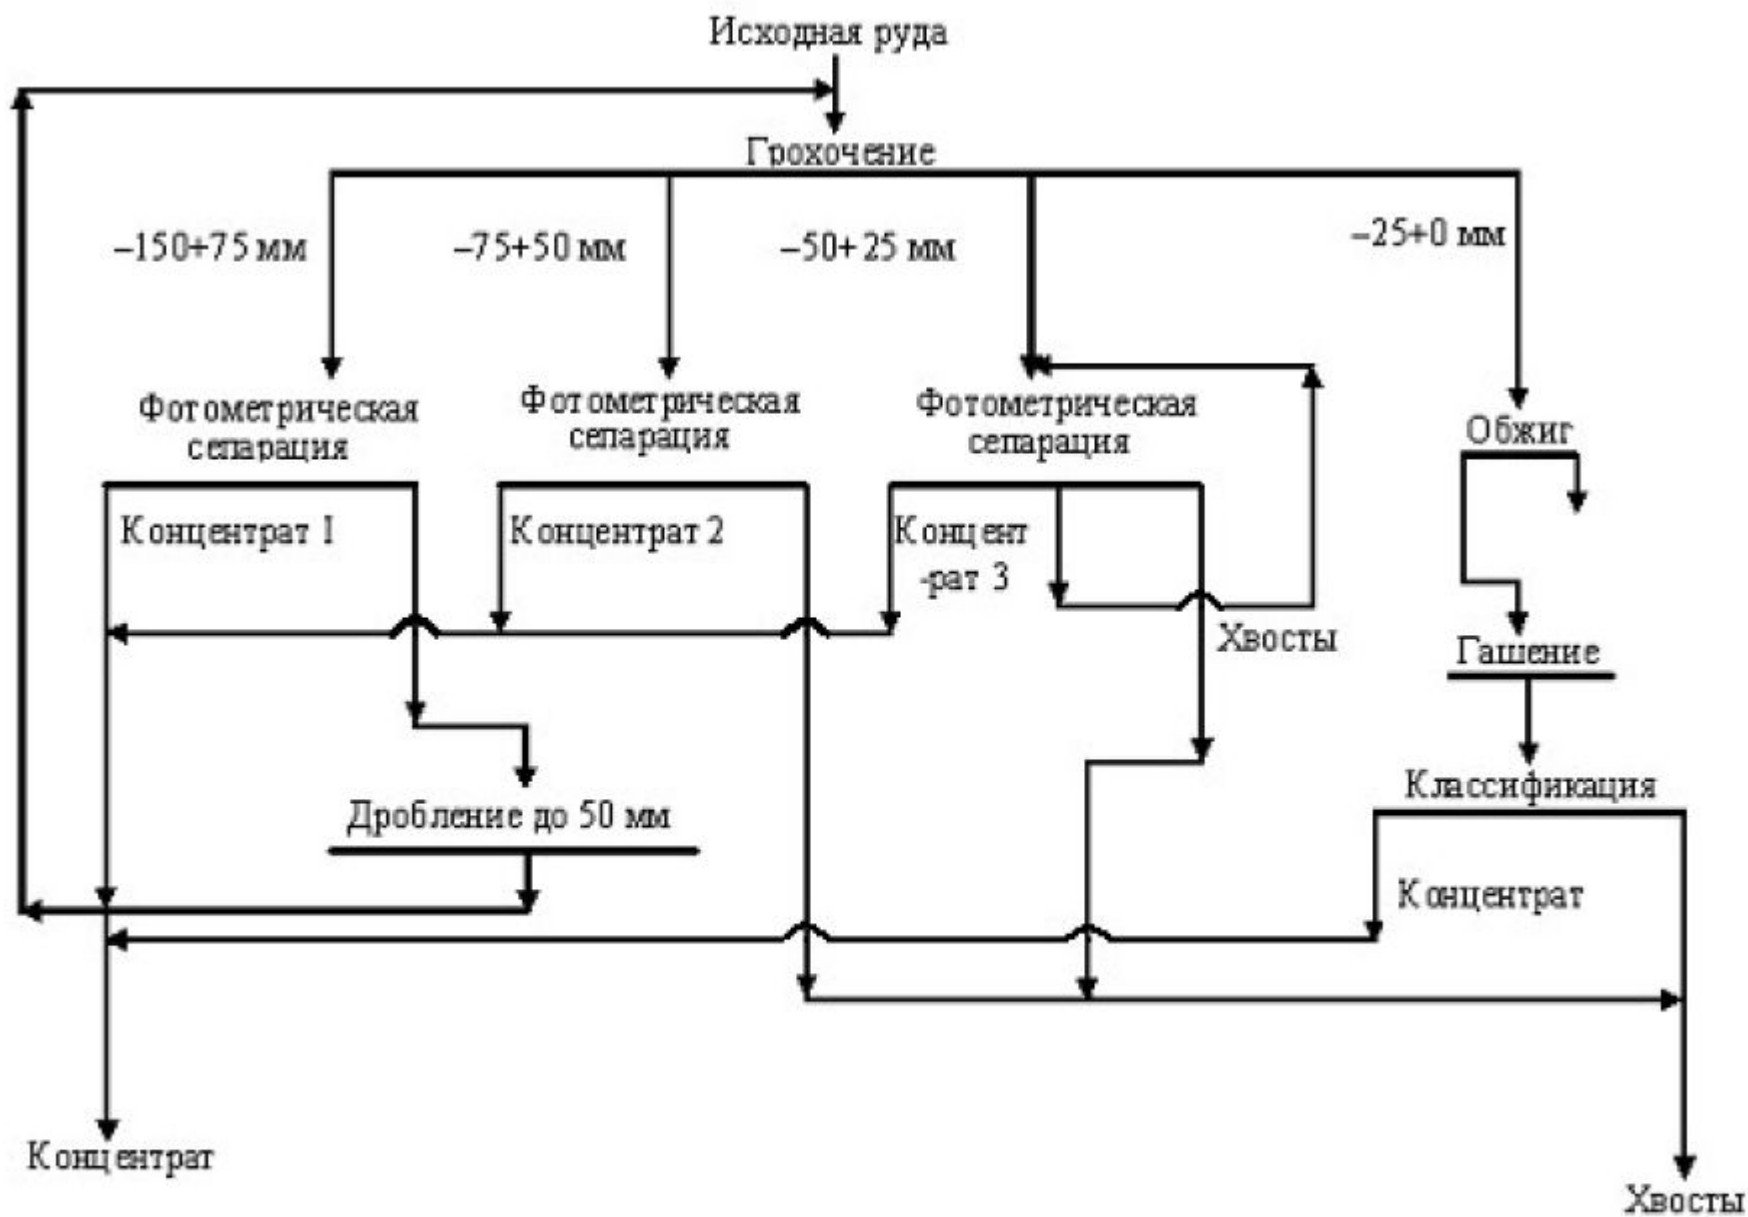 Исходная руда
Грохочение
–150+75 мм
–75+50 мм
–50+25 мм
–25+0 мм
Фотометрическая
сепарация
Фотометрическая
сепарация
Фотометрическая
сепарация
Обжиг
Концентрат 1
Концентрат 2
Концент
-рат 3
Хвосты
Гашение
Дробление до 50 мм
Классификация
Концентрат
Концентрат
Хвосты